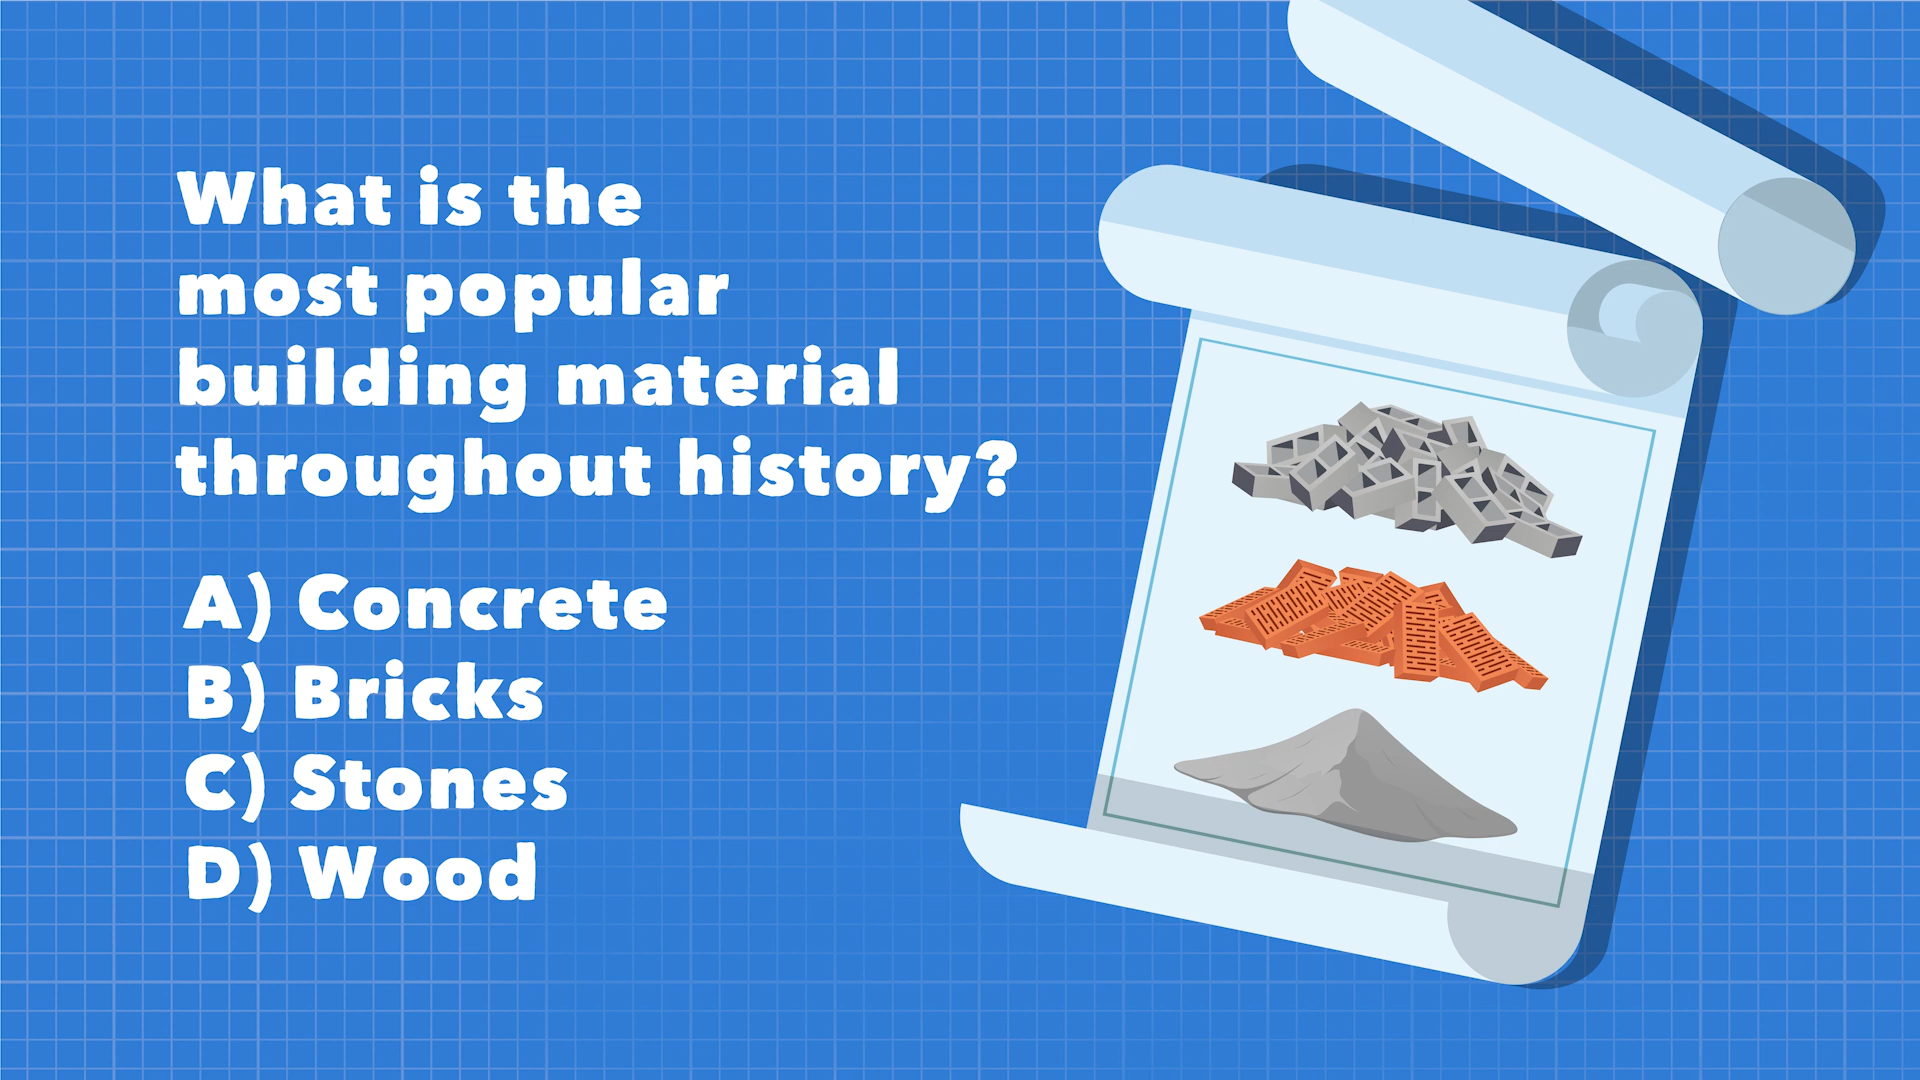 What is the
most popular
building material
throughout history?
A) Concrete
B) Bricks
C) Stones
D) Wood